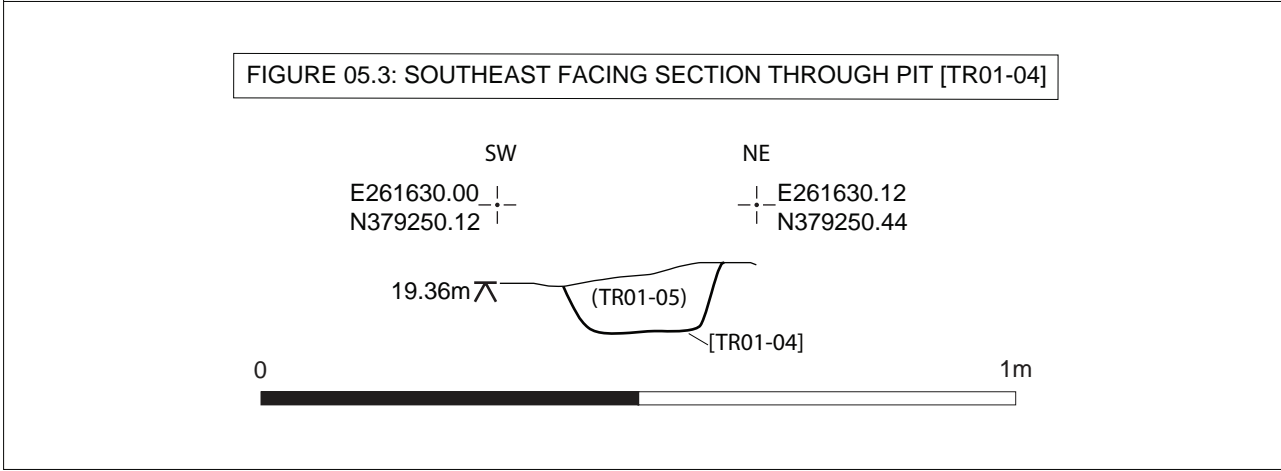 FIGURE 05.3: SOUTHEAST FACING SECTION THROUGH PIT [TR01-04]
SW
NE
E261630.00
N379250.12
E261630.12
N379250.44
19.36m
(TR01-05)
[TR01-04]
0
1m